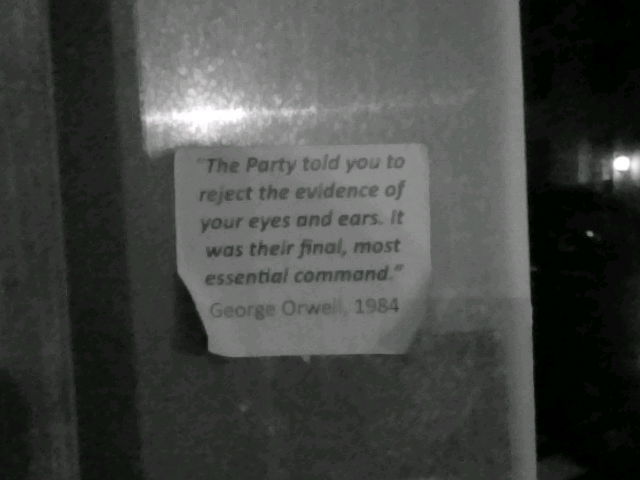 "The Party told you to
reject the evidence of
your eyes and ears. It
was their final, most
essential command."
George Orwell, 1984